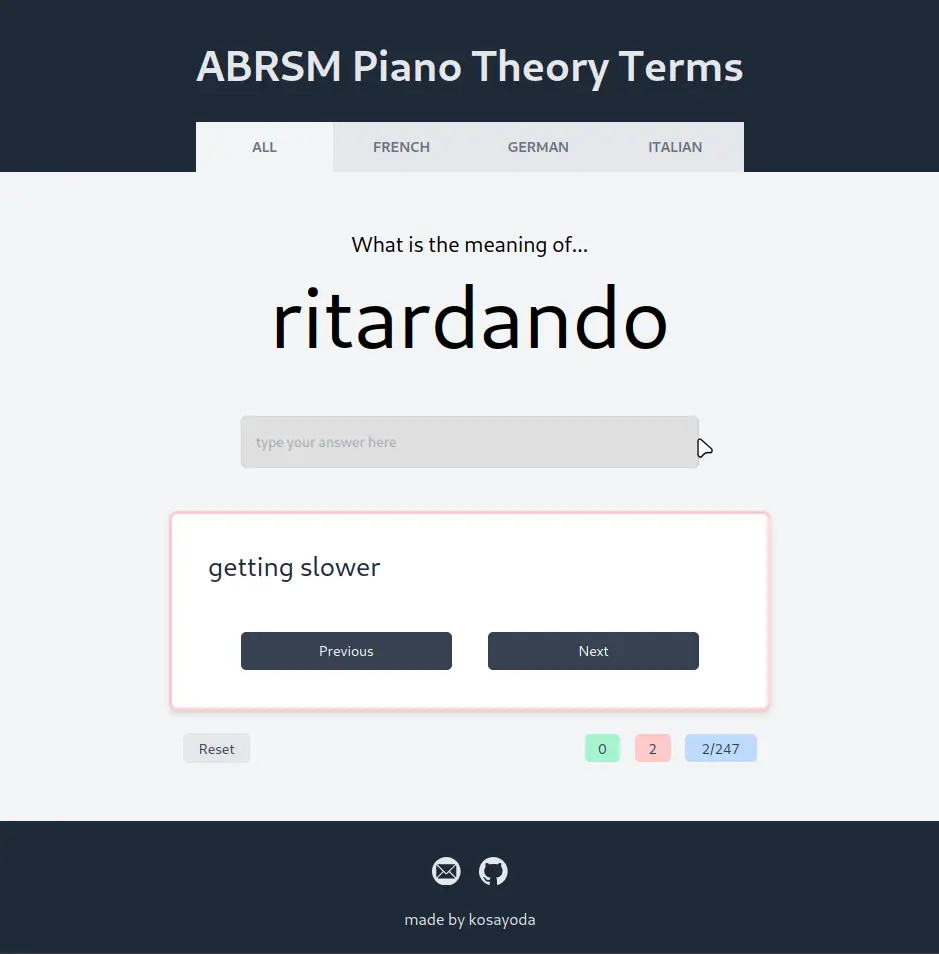 ABRSM Piano Theory Terms
ALL FRENCH GERMAN ITALIAN
What is the meaning of...
ritardando
type your answer here
getting slower
Previous Next
Reset 0 2 2/247
made by kosayoda